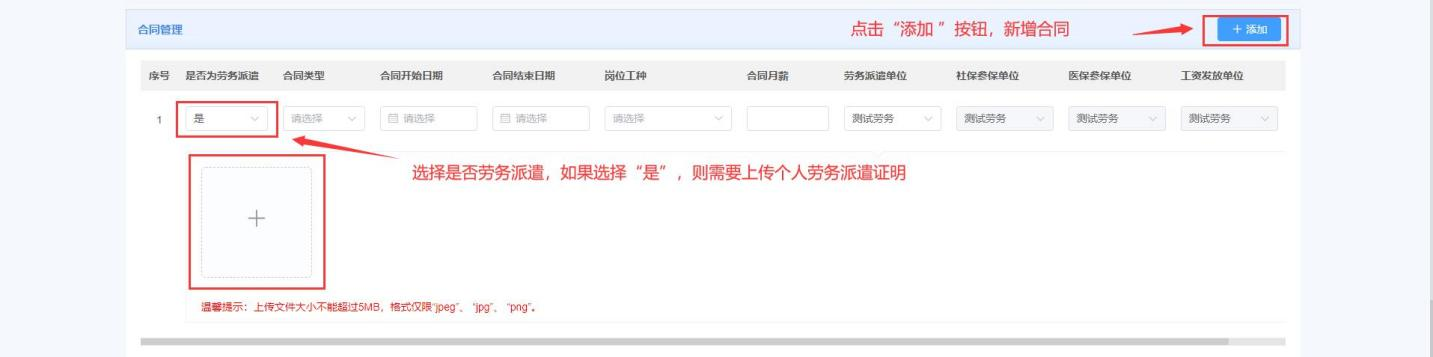 合同管理
点击“添加 ”按钮，新增合同
+ 添加
序号 是否为劳务派遣 合同类型 合同开始日期 合同结束日期 岗位工种 合同月薪 劳务派遣单位 社保参保单位 医保参保单位 工资发放单位
1 是 请选择 请选择 请选择 请选择 测试劳务 测试劳务 测试劳务 测试劳务
选择是否劳务派遣，如果选择“是”，则需要上传个人劳务派遣证明
温馨提示：上传文件大小不能超过5MB，格式仅限“jpeg”、 “jpg”、 “png”。